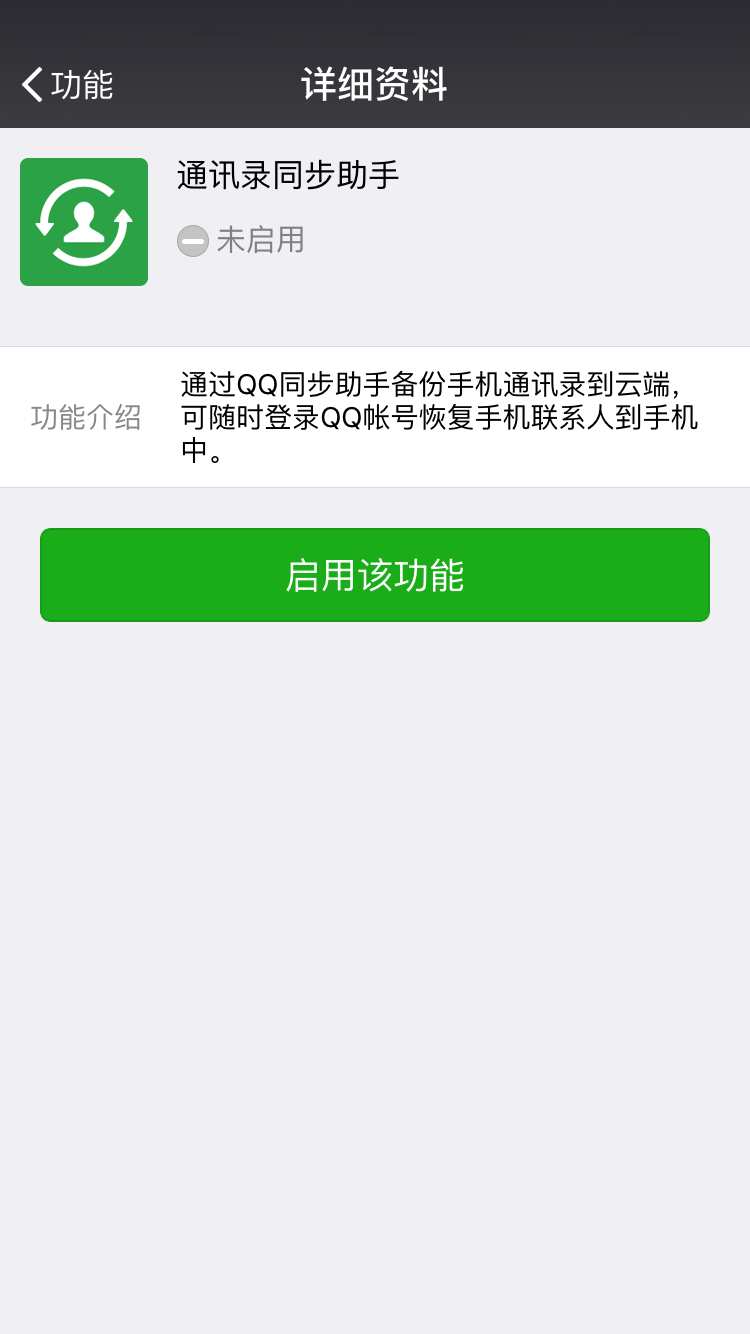 功能
详细资料
通讯录同步助手
未启用
功能介绍
通过QQ同步助手备份手机通讯录到云端，
可随时登录QQ帐号恢复手机联系人到手机
中。
启用该功能